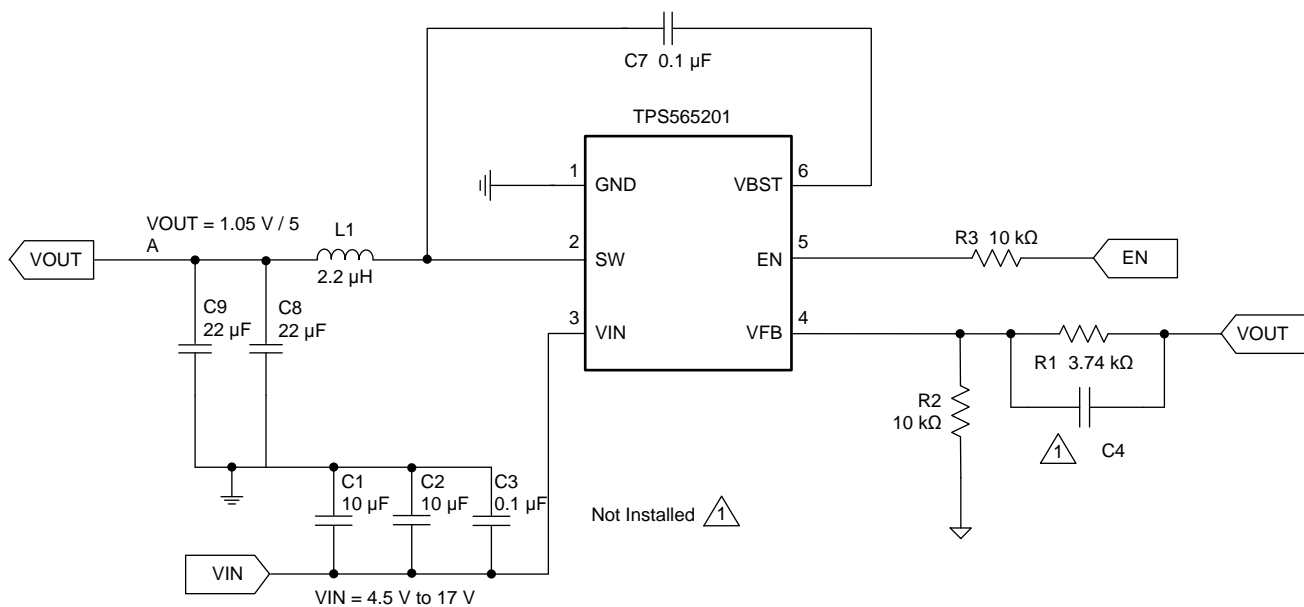 C7 0.1 µF
TPS565201
1
GND
VBST
6
VOUT = 1.05 V / 5
A
L1
2.2 µH
VOUT
2
SW
EN
5
R3 10 kΩ
EN
C9
22 µF
C8
22 µF
3
VIN
VFB
4
VOUT
R1 3.74 kΩ
R2
10 kΩ
1
C4
C1
10 µF
C2
10 µF
C3
0.1 µF
Not Installed 1
VIN
VIN = 4.5 V to 17 V